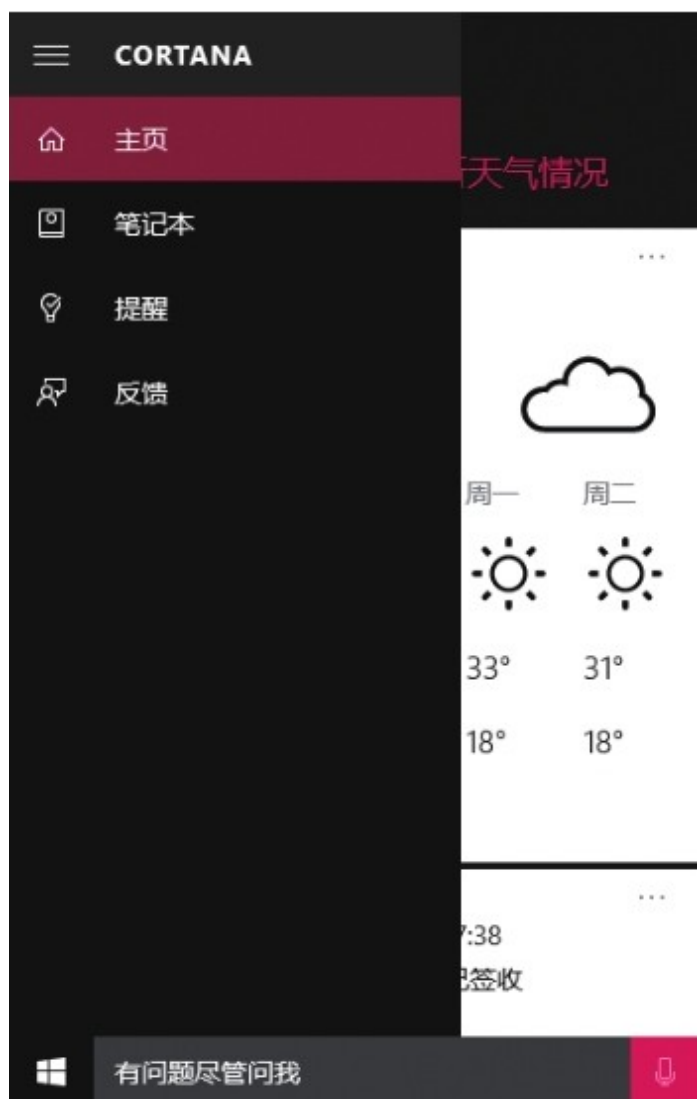 CORTANA
主页
天气情况
笔记本
...
提醒
反馈
周一 周二
33° 31°
18° 18°
...
7:38
签收
有问题尽管问我